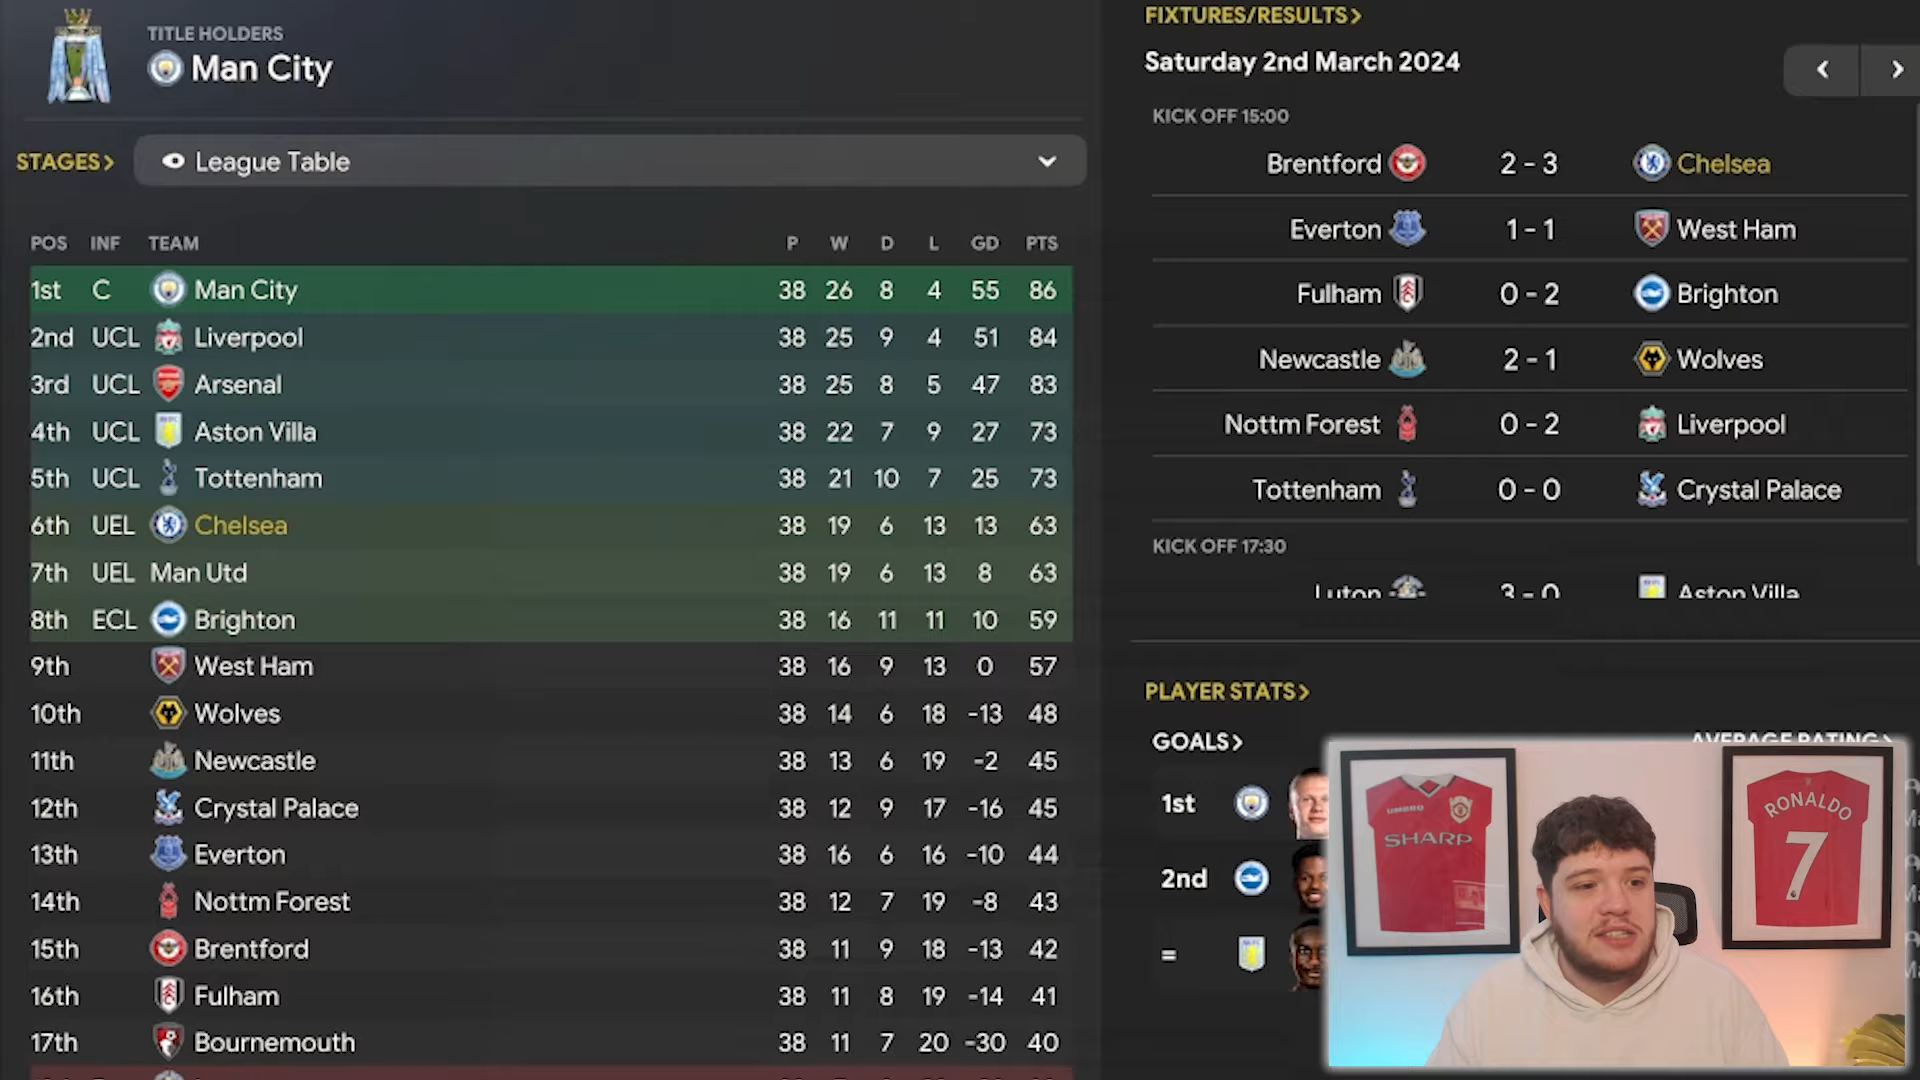 TITLE HOLDERS
Man City
STAGES>
League Table
POS INF TEAM P W D L GD PTS
1st C Man City 38 26 8 4 55 86
2nd UCL Liverpool 38 25 9 4 51 84
3rd UCL Arsenal 38 25 8 5 47 83
4th UCL Aston Villa 38 22 7 9 27 73
5th UCL Tottenham 38 21 10 7 25 73
6th UEL Chelsea 38 19 6 13 13 63
7th UEL Man Utd 38 19 6 13 8 63
8th ECL Brighton 38 16 11 11 10 59
9th West Ham 38 16 9 13 0 57
10th Wolves 38 14 6 18 -13 48
11th Newcastle 38 13 6 19 -2 45
12th Crystal Palace 38 12 9 17 -16 45
13th Everton 38 16 6 16 -10 44
14th Nottm Forest 38 12 7 19 -8 43
15th Brentford 38 11 9 18 -13 42
16th Fulham 38 11 8 19 -14 41
17th Bournemouth 38 11 7 20 -30 40
FIXTURES/RESULTS>
Saturday 2nd March 2024
KICK OFF 15:00
Brentford 2 - 3 Chelsea
Everton 1 - 1 West Ham
Fulham 0 - 2 Brighton
Newcastle 2 - 1 Wolves
Nottm Forest 0 - 2 Liverpool
Tottenham 0 - 0 Crystal Palace
KICK OFF 17:30
Luton 3 - 0 Aston Villa
PLAYER STATS>
GOALS> AVERAGE RATING>
1st
2nd
=
UMBRO
SHARP
RONALDO
7